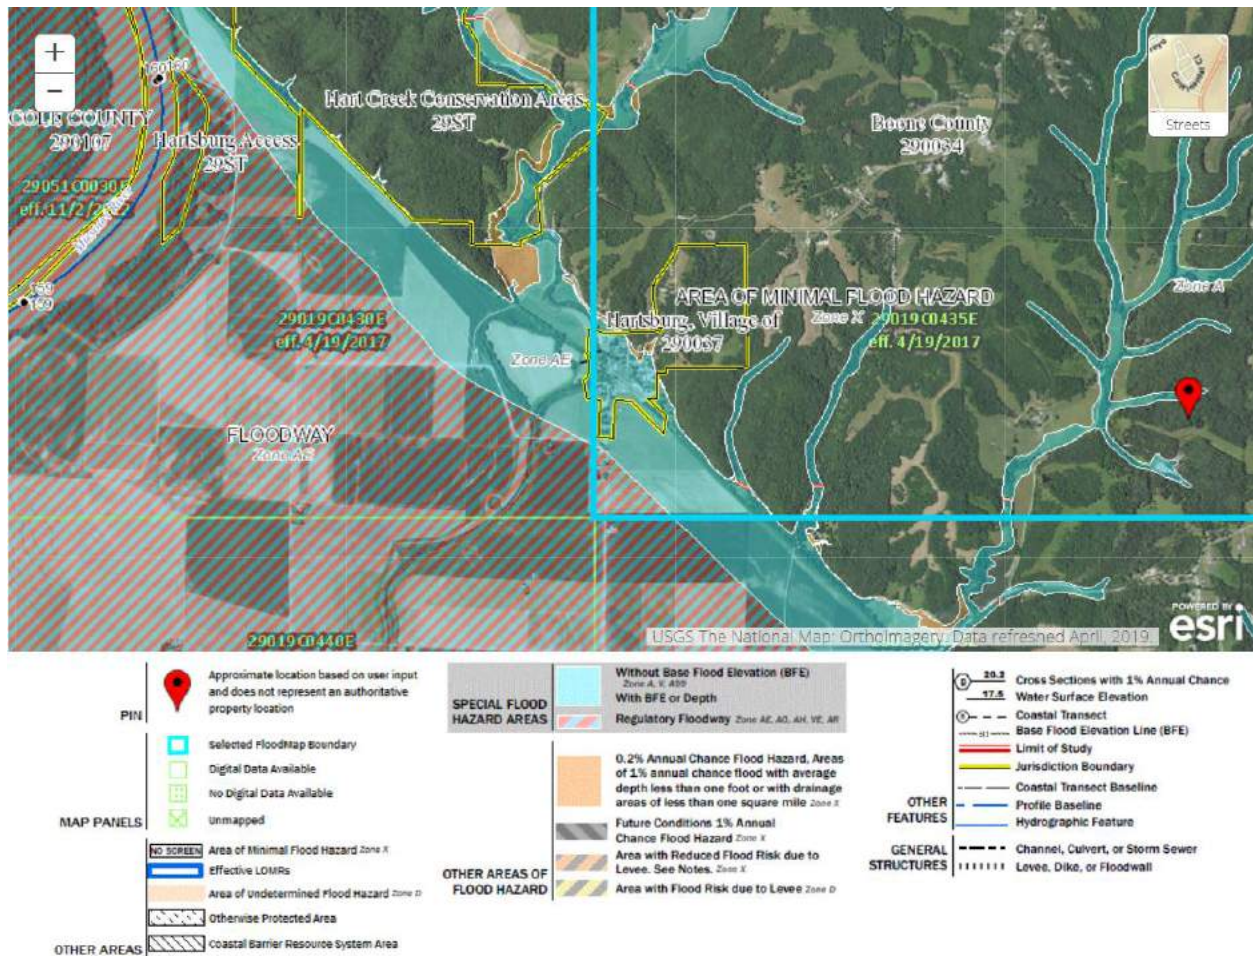 +
−
160
160
COLE COUNTY
290107
Hartsburg Access
29ST
Hart Creek Conservation Areas
29ST
Boone County
290034
Streets
eff.
159
159
29019C0430E
eff. 4/19/2017
AREA OF MINIMAL FLOOD HAZARD
Zone X
29019C0435E
eff. 4/19/2017
Hartsburg, Village of
290037
Zone A
Zone AE
FLOODWAY
Zone AE
29019C0440E
USGS The National Map: Orthoimagery. Data refreshed April, 2019.
POWERED BY
esri
PIN
Approximate location based on user input
and does not represent an authoritative
property location
MAP PANELS
Selected FloodMap Boundary
Digital Data Available
No Digital Data Available
Unmapped
OTHER AREAS
NO SCREEN Area of Minimal Flood Hazard Zone X
Effective LOMRs
Area of Undetermined Flood Hazard Zone D
Otherwise Protected Area
Coastal Barrier Resource System Area
SPECIAL FLOOD
HAZARD AREAS
Without Base Flood Elevation (BFE)
Zone A, V, A99
With BFE or Depth
Regulatory Floodway Zone AE, AO, AH, VE, AR
OTHER AREAS OF
FLOOD HAZARD
0.2% Annual Chance Flood Hazard, Areas
of 1% annual chance flood with average
depth less than one foot or with drainage
areas of less than one square mile Zone X
Future Conditions 1% Annual
Chance Flood Hazard Zone X
Area with Reduced Flood Risk due to
Levee. See Notes. Zone X
Area with Flood Risk due to Levee Zone D
OTHER
FEATURES
20.2 Cross Sections with 1% Annual Chance
17.5 Water Surface Elevation
Coastal Transect
Base Flood Elevation Line (BFE)
Limit of Study
Jurisdiction Boundary
Coastal Transect Baseline
Profile Baseline
Hydrographic Feature
GENERAL
STRUCTURES
Channel, Culvert, or Storm Sewer
Levee, Dike, or Floodwall